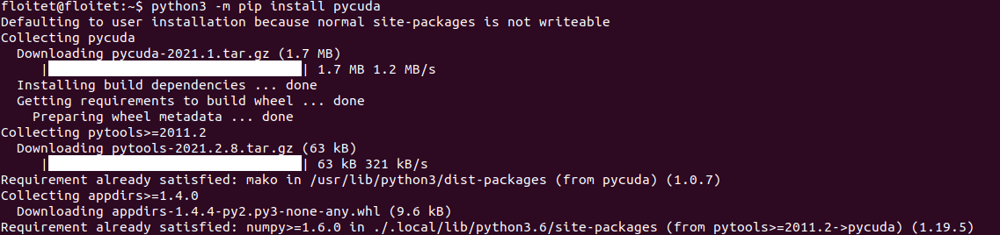 floitet@floitet:~$ python3 -m pip install pycuda
Defaulting to user installation because normal site-packages is not writeable
Collecting pycuda
  Downloading pycuda-2021.1.tar.gz (1.7 MB)
     |                                | 1.7 MB 1.2 MB/s
  Installing build dependencies ... done
  Getting requirements to build wheel ... done
    Preparing wheel metadata ... done
Collecting pytools>=2011.2
  Downloading pytools-2021.2.8.tar.gz (63 kB)
     |                                | 63 kB 321 kB/s
Requirement already satisfied: mako in /usr/lib/python3/dist-packages (from pycuda) (1.0.7)
Collecting appdirs>=1.4.0
  Downloading appdirs-1.4.4-py2.py3-none-any.whl (9.6 kB)
Requirement already satisfied: numpy>=1.6.0 in ./.local/lib/python3.6/site-packages (from pytools>=2011.2->pycuda) (1.19.5)